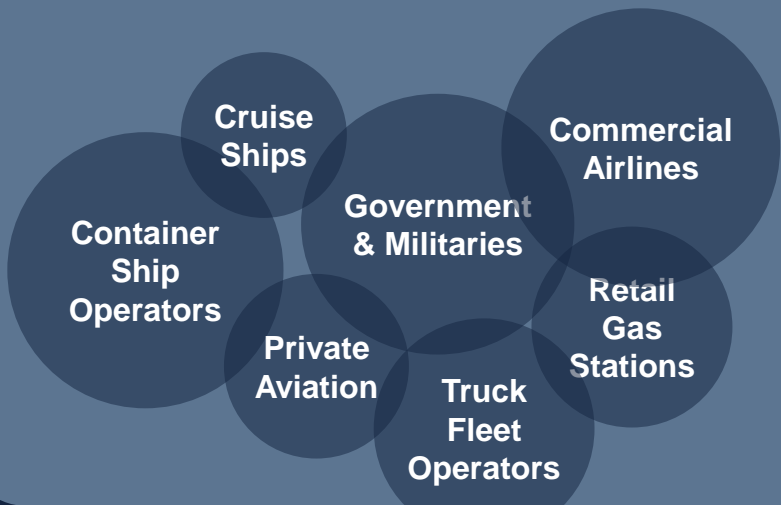 Cruise
Ships
Commercial
Airlines
Government
& Militaries
Container
Ship
Operators
Retail
Gas
Stations
Private
Aviation
Truck
Fleet
Operators